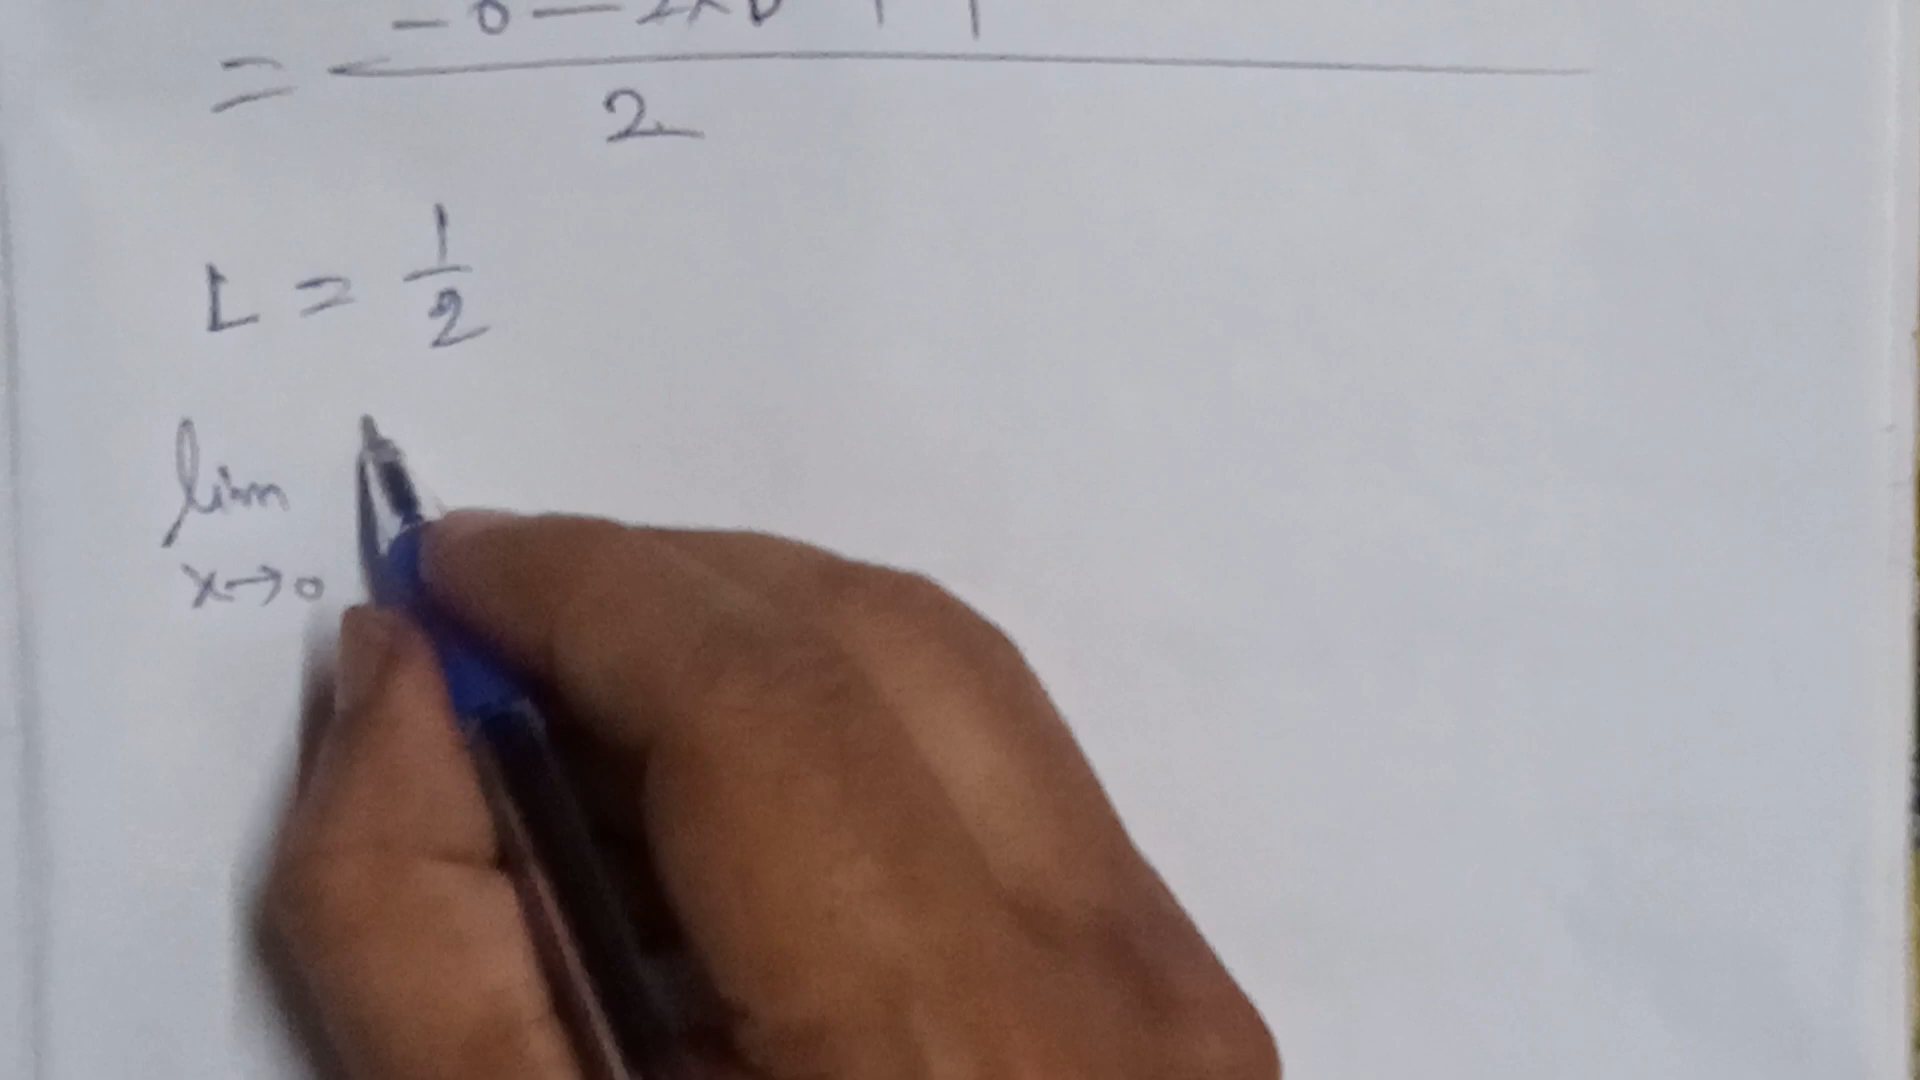 = 
2
L = 1/2
lim
x→0